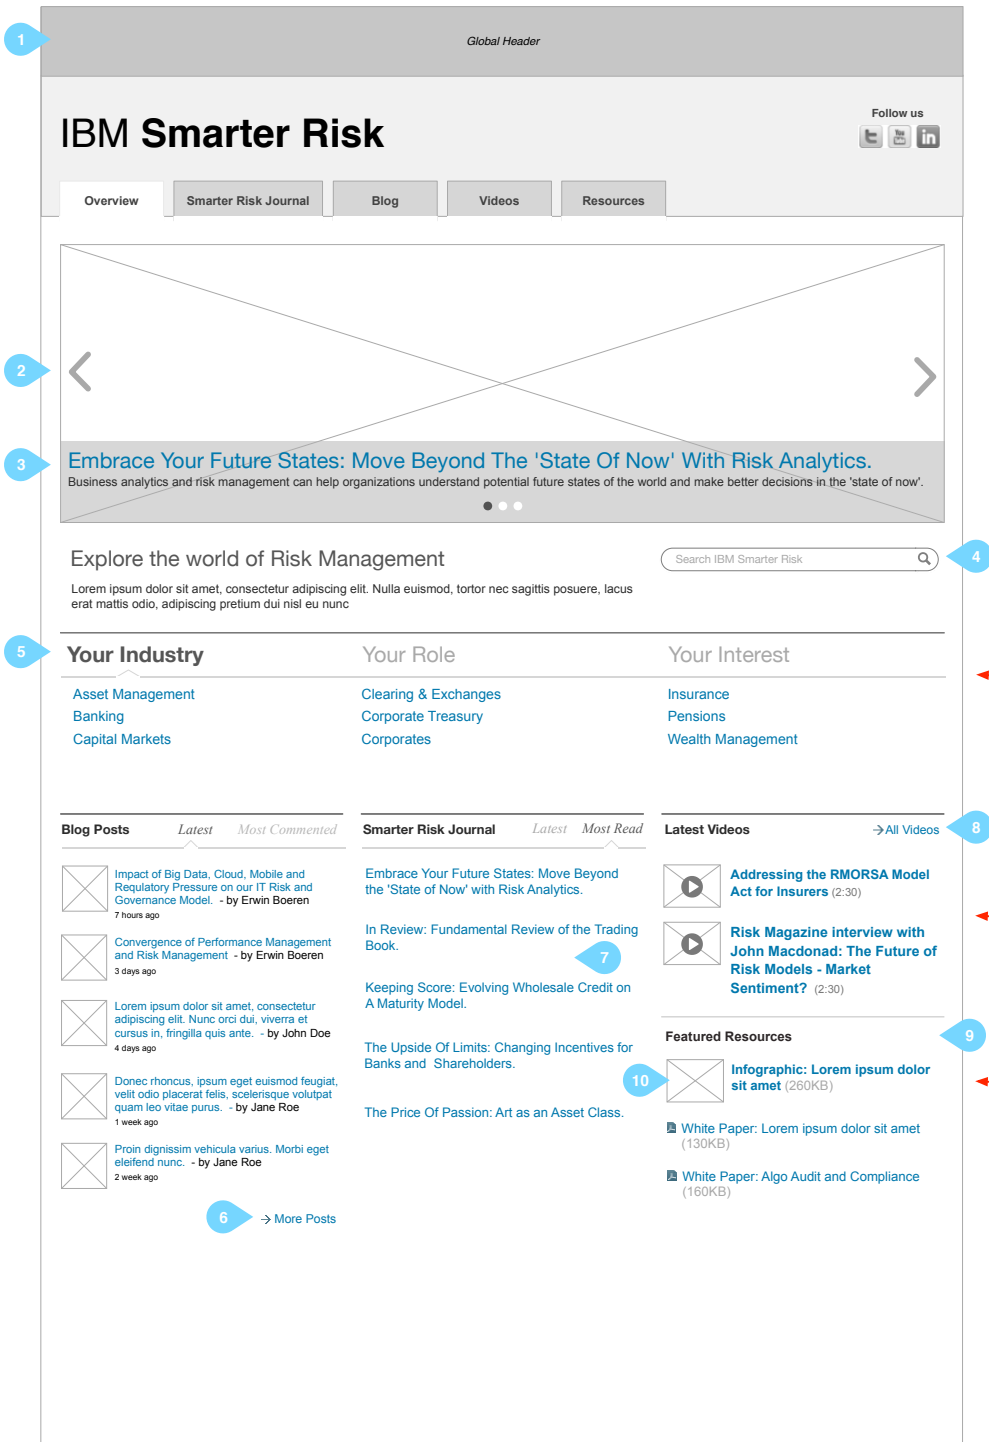 1
Global Header
IBM Smarter Risk
Follow us
You
in
Overview
Smarter Risk Journal
Blog
Videos
Resources
2
3
Embrace Your Future States: Move Beyond The 'State Of Now' With Risk Analytics.
Business analytics and risk management can help organizations understand potential future states of the world and make better decisions in the 'state of now'.
Explore the world of Risk Management
Search IBM Smarter Risk
4
Lorem ipsum dolor sit amet, consectetur adipiscing elit. Nulla euismod, tortor nec sagittis posuere, lacus
erat mattis odio, adipiscing pretium dui nisl eu nunc
5
Your Industry
Your Role
Your Interest
Asset Management
Banking
Capital Markets
Clearing & Exchanges
Corporate Treasury
Corporates
Insurance
Pensions
Wealth Management
Blog Posts
Latest
Most Commented
Impact of Big Data, Cloud, Mobile and
Requlatory Pressure on our IT Risk and
Governance Model. - by Erwin Boeren
7 hours ago
Convergence of Performance Management
and Risk Management - by Erwin Boeren
3 days ago
Lorem ipsum dolor sit amet, consectetur
adipiscing elit. Nunc orci dui, viverra et
cursus in, fringilla quis ante. - by John Doe
4 days ago
Donec rhoncus, ipsum eget euismod feugiat,
velit odio placerat felis, scelerisque volutpat
quam leo vitae purus. - by Jane Roe
1 week ago
Proin dignissim vehicula varius. Morbi eget
eleifend nunc. - by Jane Roe
2 week ago
6
→ More Posts
Smarter Risk Journal
Latest
Most Read
Embrace Your Future States: Move Beyond
the 'State of Now' with Risk Analytics.
In Review: Fundamental Review of the Trading
Book.
7
Keeping Score: Evolving Wholesale Credit on
A Maturity Model.
The Upside Of Limits: Changing Incentives for
Banks and Shareholders.
The Price Of Passion: Art as an Asset Class.
Latest Videos
→All Videos
8
Addressing the RMORSA Model
Act for Insurers (2:30)
Risk Magazine interview with
John Macdonad: The Future of
Risk Models - Market
Sentiment? (2:30)
Featured Resources
9
10
Infographic: Lorem ipsum dolor
sit amet (260KB)
White Paper: Lorem ipsum dolor sit amet
(130KB)
White Paper: Algo Audit and Compliance
(160KB)